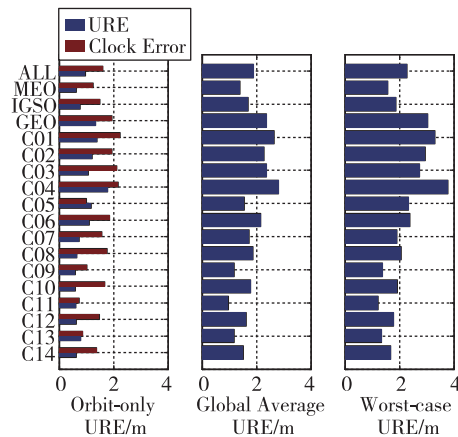 URE
Clock Error
ALL
MEO
IGSO
GEO
C01
C02
C03
C04
C05
C06
C07
C08
C09
C10
C11
C12
C13
C14
0 2 4 0 2 4 0 2 4
Orbit-only Global Average Worst-case
URE/m URE/m URE/m